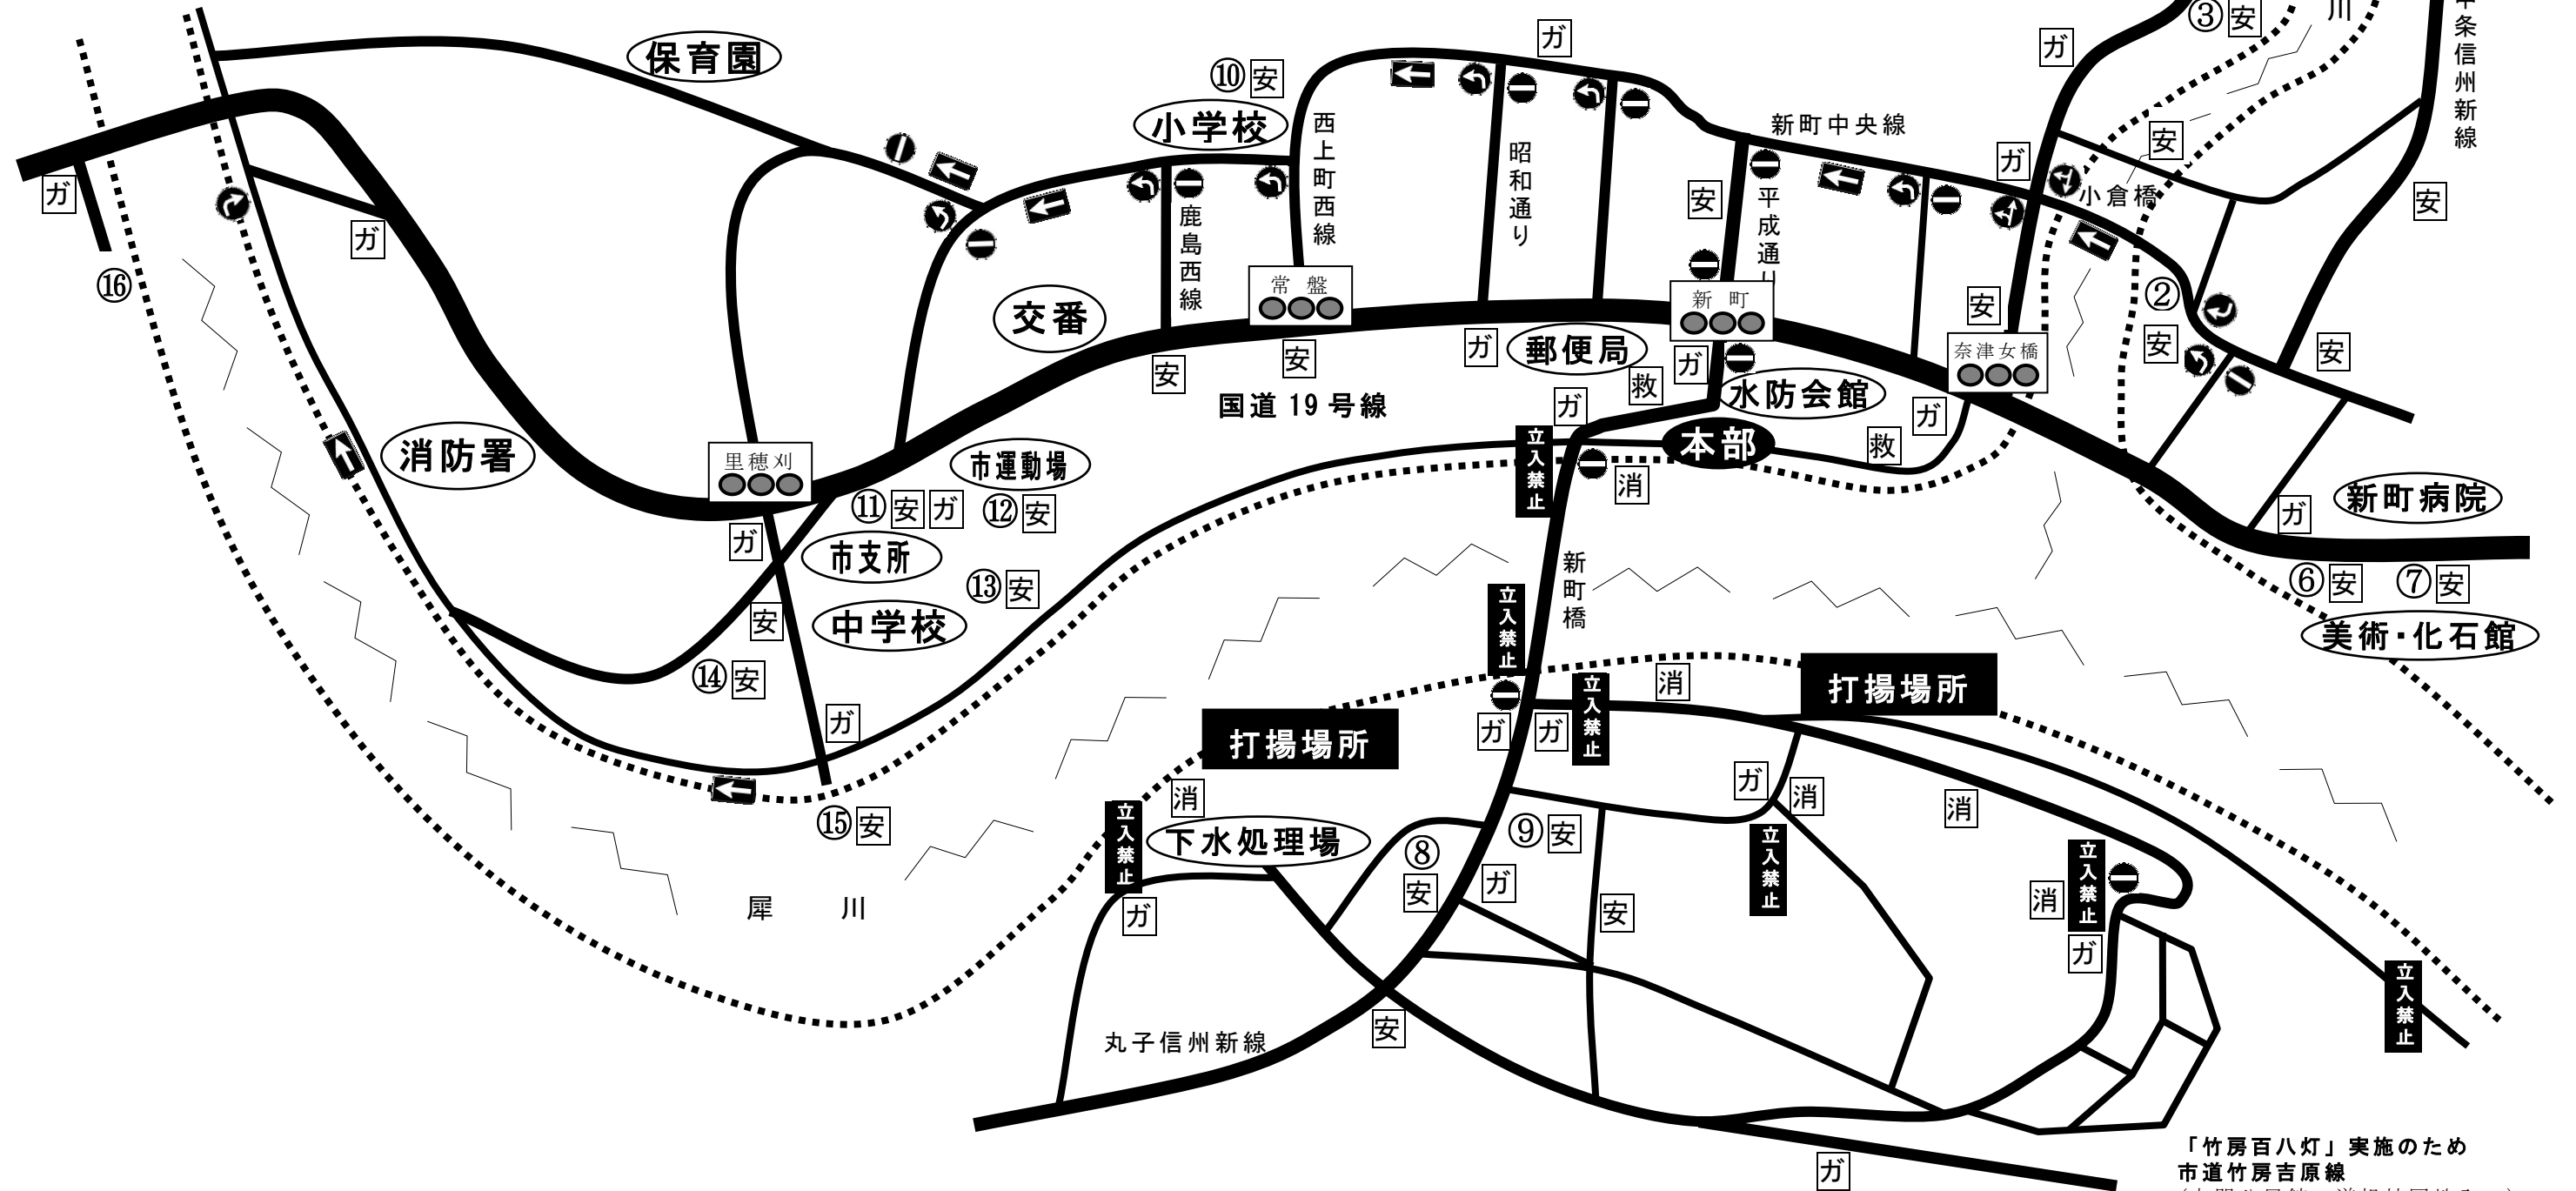 ③安
川
条信州新線
ガ
保育園
⑩安
ガ
小学校
西上町西線
新町中央線
安
昭和通り
ガ
小倉橋
ガ
安
平成通り
安
鹿島西線
ガ
⑯
交番
常盤
新町
安
②
安
奈津女橋
安
安
安
ガ
郵便局
ガ
救
国道19号線
ガ
水防会館
ガ
救
本部
消防署
里穂刈
市運動場
立入禁止
消
新町病院
⑪安ガ
⑫安
ガ
ガ
市支所
⑬安
新町橋
⑥安
⑦安
安
中学校
立入禁止
美術・化石館
⑭安
消
打揚場所
立入禁止
ガ
ガ
ガ
打揚場所
消
ガ
消
消
⑮安
立入禁止
下水処理場
⑧
安
⑨安
立入禁止
立入禁止
ガ
消
犀川
ガ
安
ガ
立入禁止
安
丸子信州新線
ガ
「竹房百八灯」実施のため
市道竹房吉原線